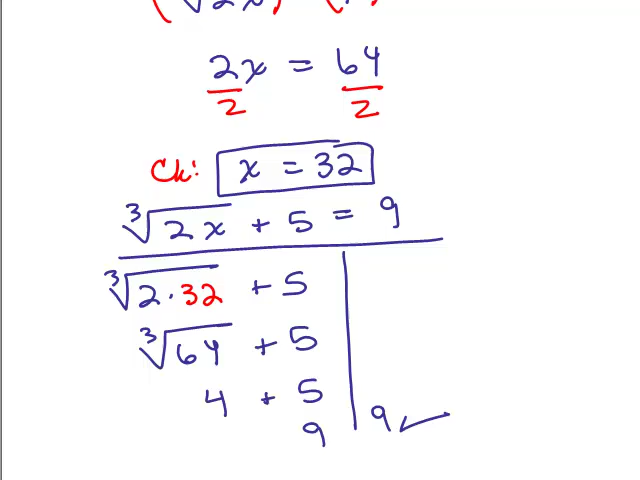 2x = 64
2 2
Ck: x = 32
∛2x + 5 = 9
∛2·32 + 5
∛64 + 5
4 + 5
9 9 ✓